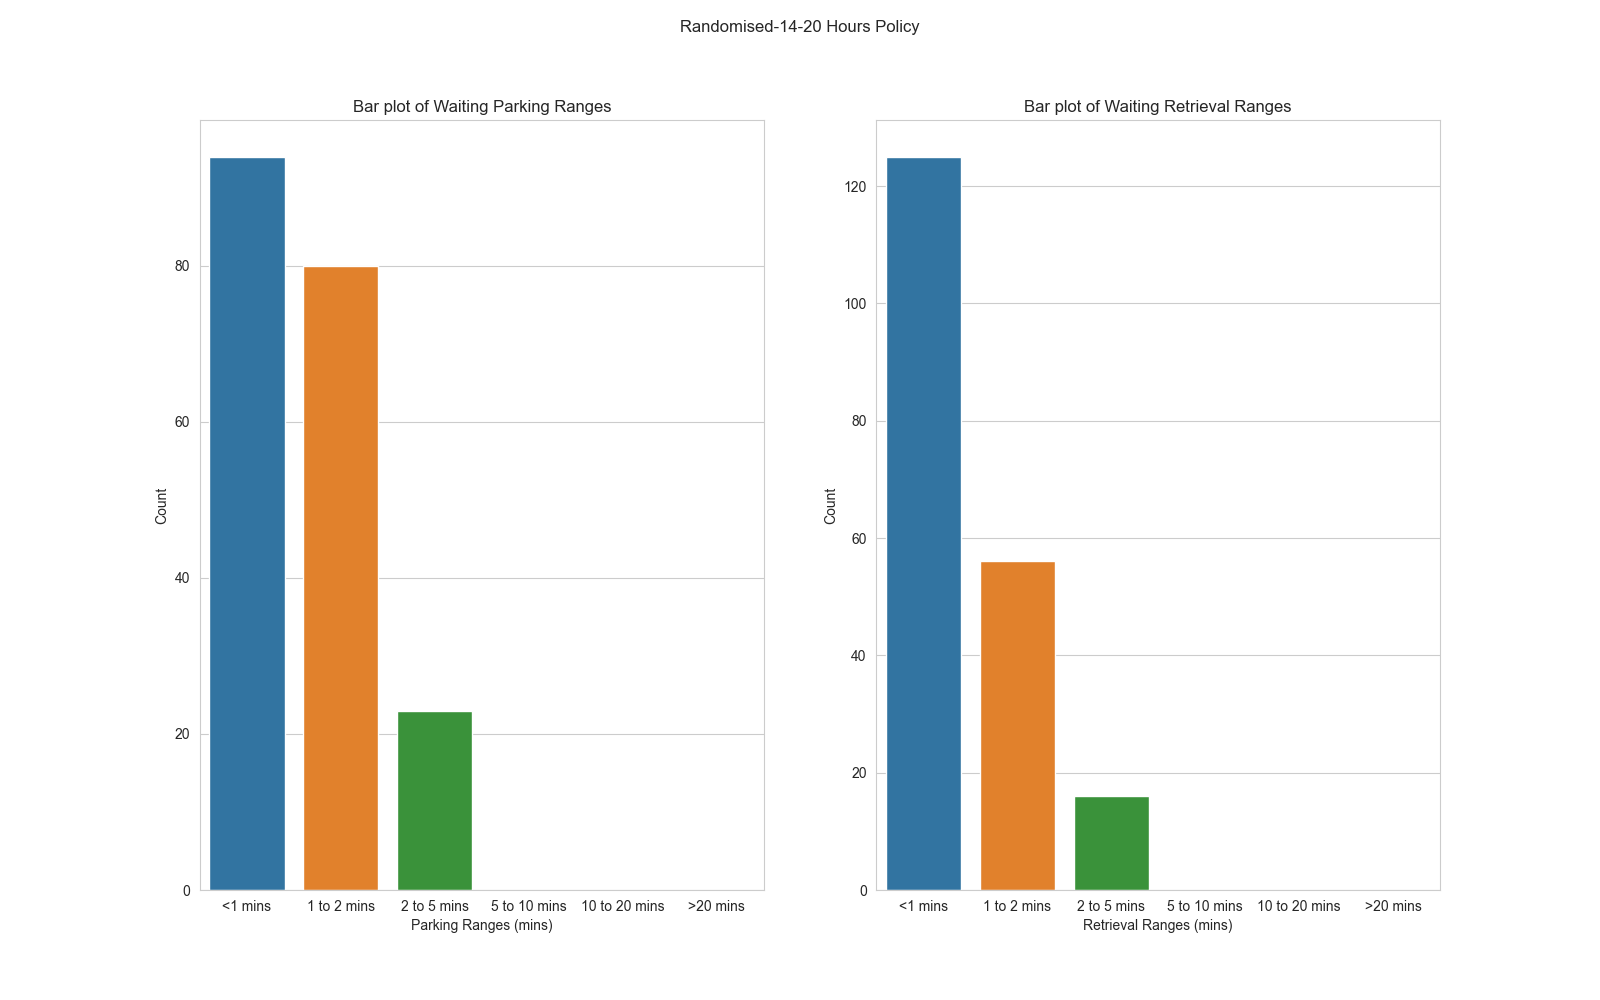 Randomised-14-20 Hours Policy
Bar plot of Waiting Parking Ranges
80
60
40
20
0
Count
<1 mins 1 to 2 mins 2 to 5 mins 5 to 10 mins 10 to 20 mins >20 mins
Parking Ranges (mins)
Bar plot of Waiting Retrieval Ranges
120
100
80
60
40
20
0
Count
<1 mins 1 to 2 mins 2 to 5 mins 5 to 10 mins 10 to 20 mins >20 mins
Retrieval Ranges (mins)